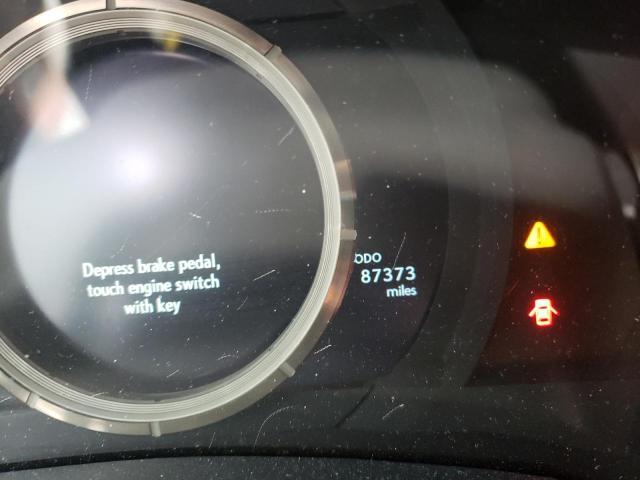 Depress brake pedal,
touch engine switch
with key
ODO
87373
miles